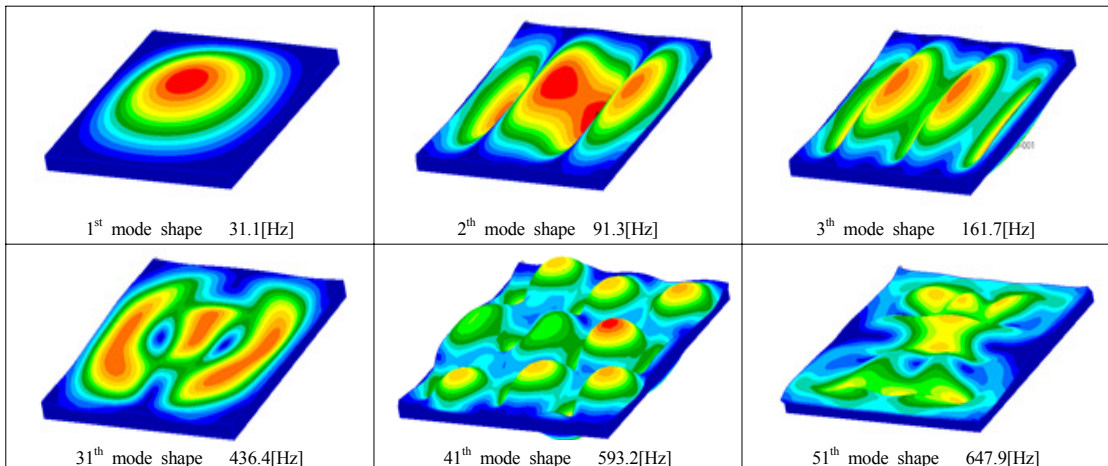 1st mode shape 31.1[Hz]
2th mode shape 91.3[Hz]
3th mode shape 161.7[Hz]
31th mode shape 436.4[Hz]
41th mode shape 593.2[Hz]
51th mode shape 647.9[Hz]